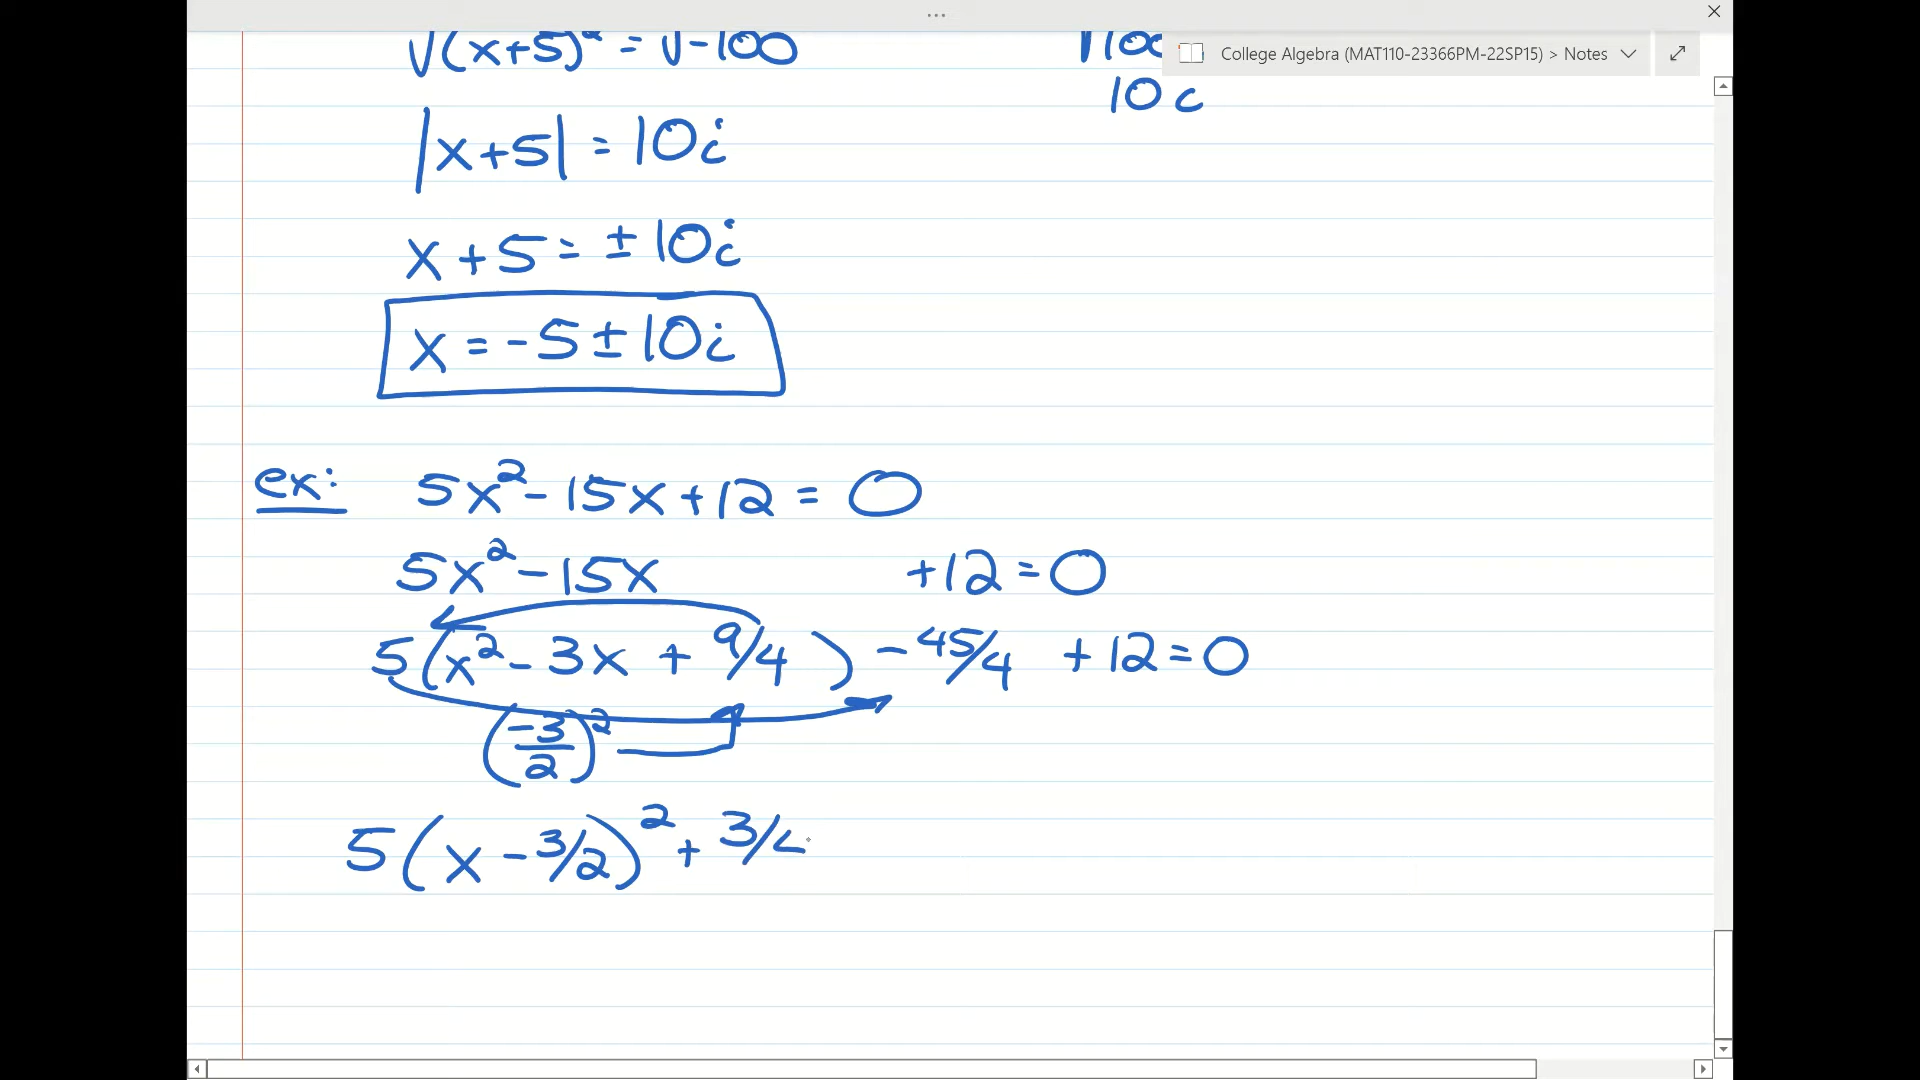 √(x+5)² = √-100
√100
College Algebra (MAT110-23366PM-22SP15) > Notes
10 i
|x+5| = 10i
x+5 = ± 10i
x = -5 ± 10i
ex: 5x² - 15x + 12 = 0
5x² - 15x +12 = 0
5(x² - 3x + 9/4) - 45/4 + 12 = 0
(-3/2)²
5(x - 3/2)² + 3/4